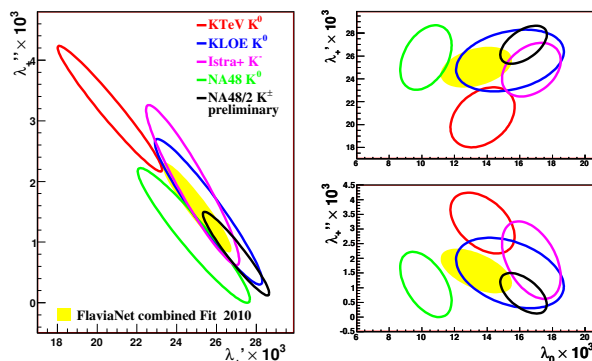 λ₊'' × 10³
KTeV K⁰
KLOE K⁰
Istra+ K⁻
NA48 K⁰
NA48/2 K±
preliminary
4
3
2
1
0
FlaviaNet combined Fit 2010
18 20 22 24 26 28
λ₊' × 10³
λ₊' × 10³
28
26
24
22
20
18
6 8 10 12 14 16 18 20
λ₊'' × 10³
4.5
4
3.5
3
2.5
2
1.5
1
0.5
0
-0.5
6 8 10 12 14 16 18 20
λ₀ × 10³